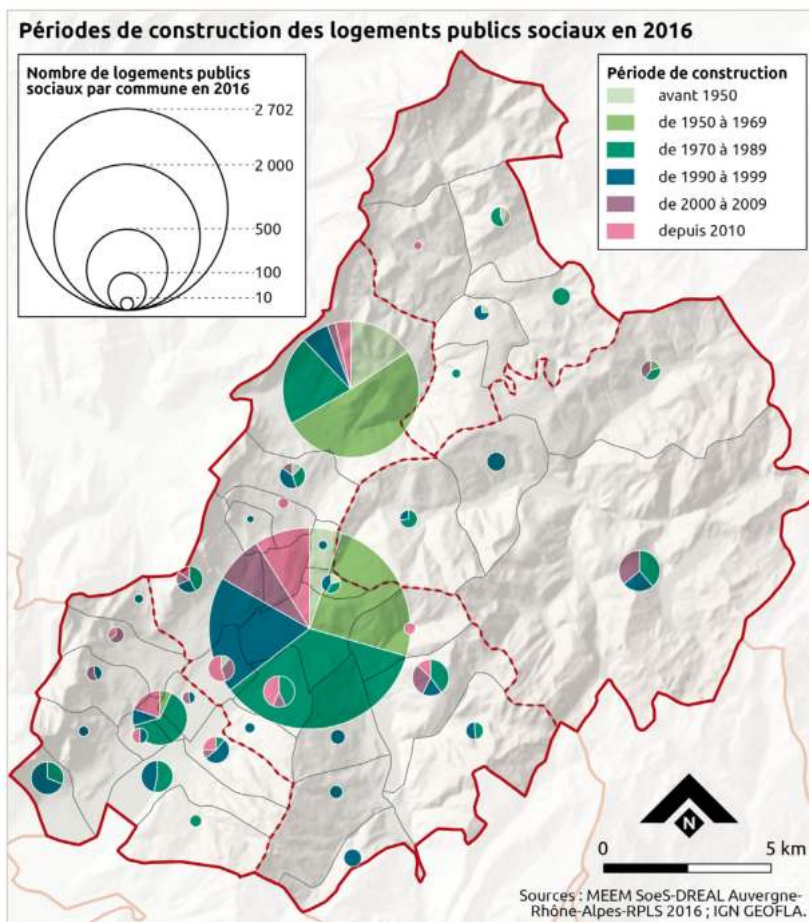 Périodes de construction des logements publics sociaux en 2016
Nombre de logements publics
sociaux par commune en 2016
2 702
2 000
500
100
10
Période de construction
avant 1950
de 1950 à 1969
de 1970 à 1989
de 1990 à 1999
de 2000 à 2009
depuis 2010
N
0
5 km
Sources : MEEM SoeS-DREAL Auvergne-
Rhône-Alpes-RPLS 2016 ; IGN GEOFLA